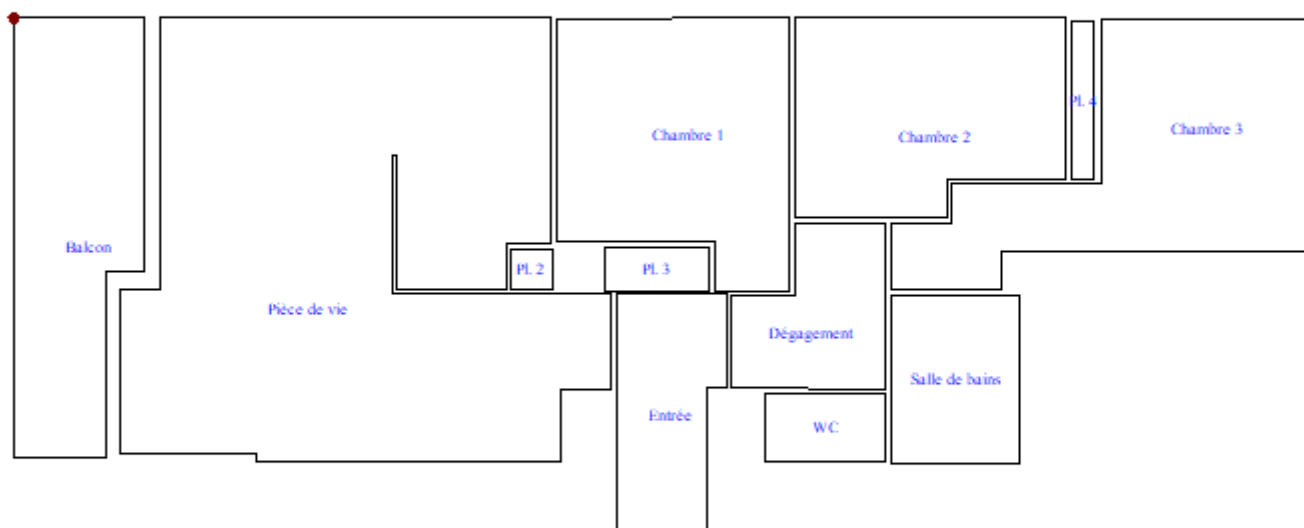 Pl. 4
Chambre 1
Chambre 2
Chambre 3
Balcon
Pl. 2
Pl. 3
Pièce de vie
Dégagement
Salle de bains
Entrée
WC